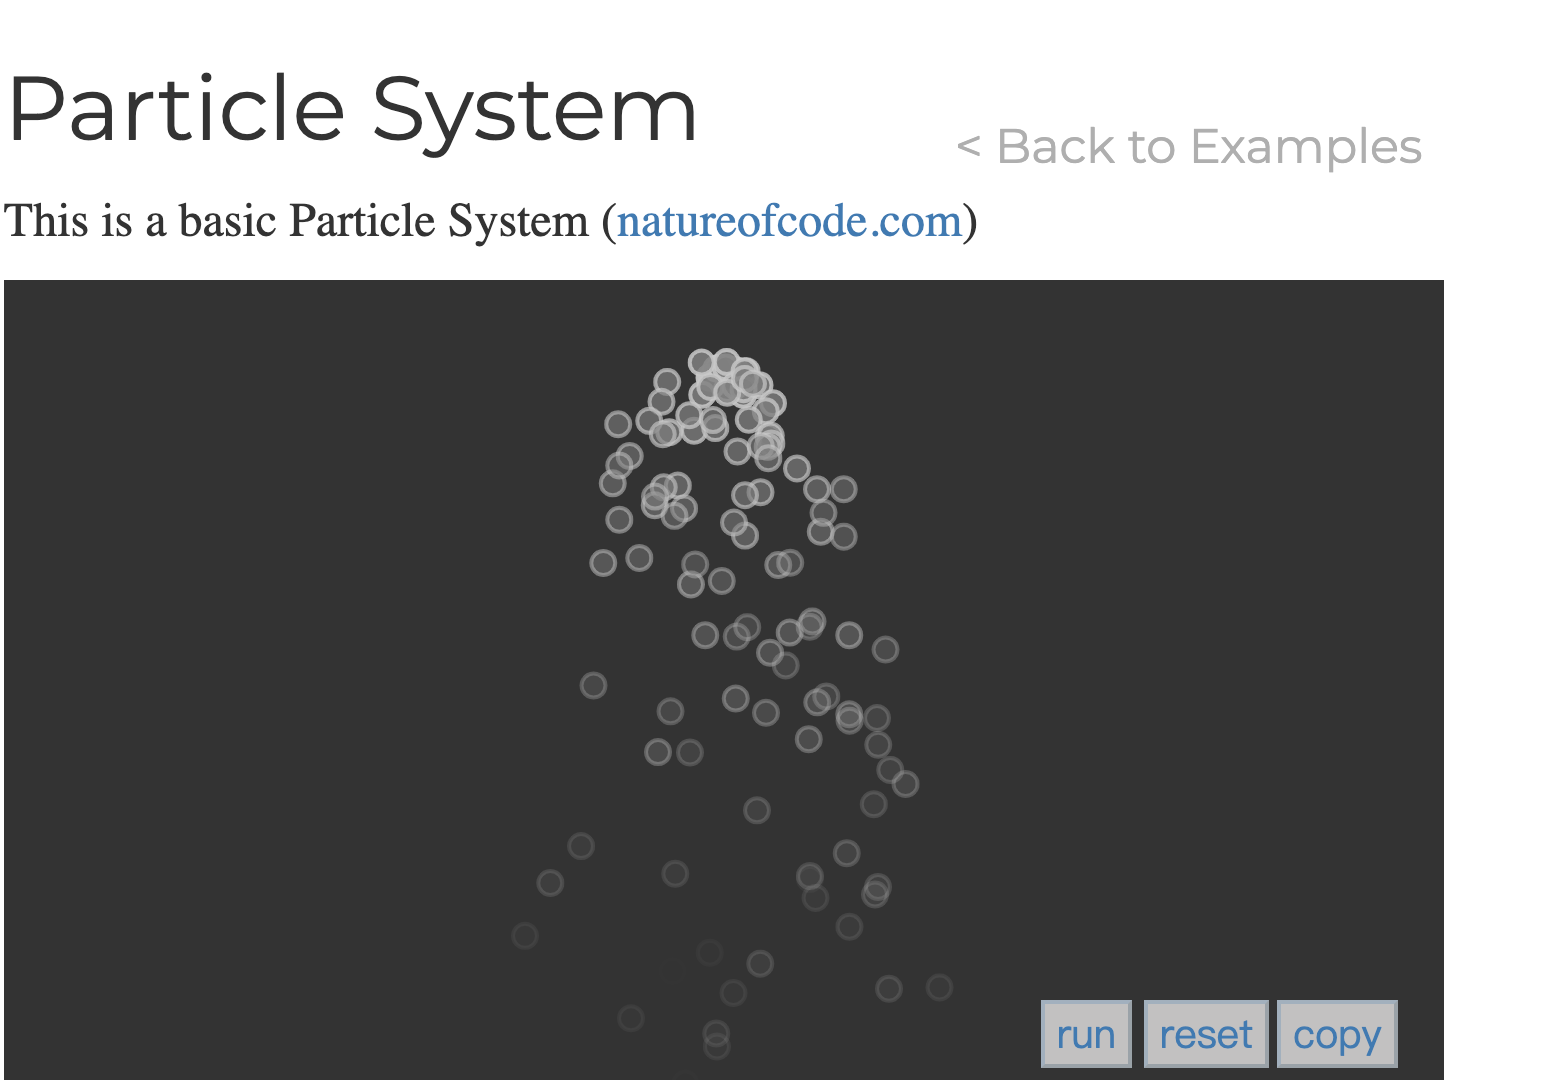 Particle System
< Back to Examples
This is a basic Particle System (natureofcode.com)
run
reset
copy